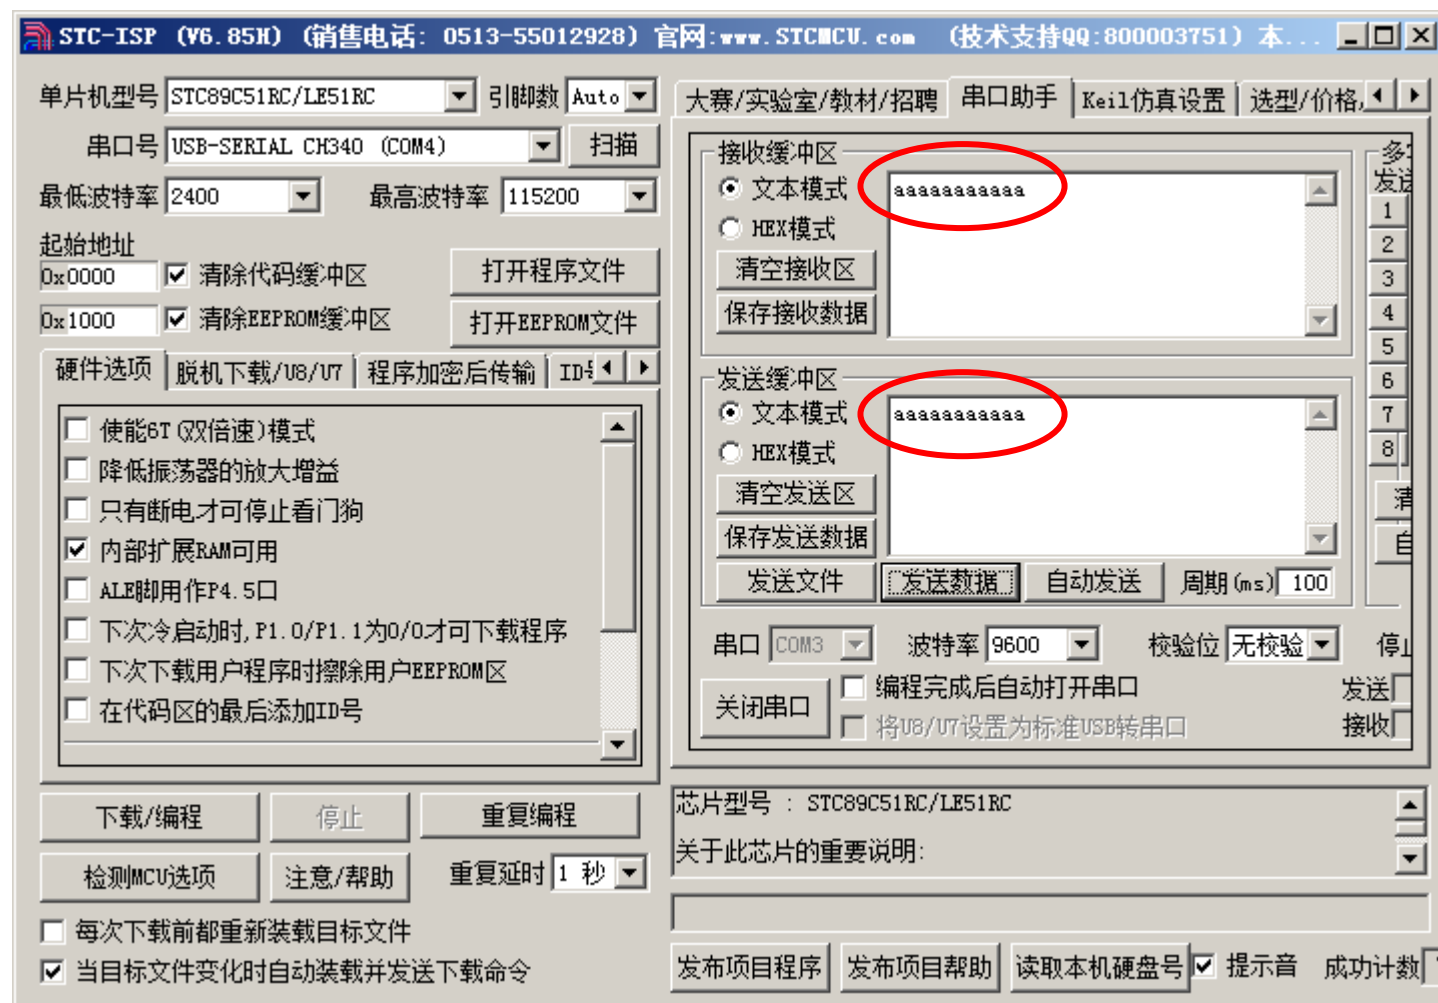 STC-ISP (V6.85H) (销售电话: 0513-55012928) 官网:www.STCMCU.com (技术支持QQ:800003751) 本...
单片机型号 STC89C51RC/LE51RC 引脚数 Auto
串口号 USB-SERIAL CH340 (COM4) 扫描
最低波特率 2400 最高波特率 115200
起始地址
0x0000 清除代码缓冲区 打开程序文件
0x1000 清除EEPROM缓冲区 打开EEPROM文件
硬件选项 脱机下载/U8/U7 程序加密后传输 ID
使能6T(双倍速)模式
降低振荡器的放大增益
只有断电才可停止看门狗
内部扩展RAM可用
ALE脚用作P4.5口
下次冷启动时,P1.0/P1.1为0/0才可下载程序
下次下载用户程序时擦除用户EEPROM区
在代码区的最后添加ID号
下载/编程 停止 重复编程
检测MCU选项 注意/帮助 重复延时 1 秒
每次下载前都重新装载目标文件
当目标文件变化时自动装载并发送下载命令
大赛/实验室/教材/招聘 串口助手 Keil仿真设置 选型/价格
接收缓冲区
文本模式 aaaaaaaaaaa
HEX模式
清空接收区
保存接收数据
发送缓冲区
文本模式 aaaaaaaaaaa
HEX模式
清空发送区
保存发送数据
发送文件 发送数据 自动发送 周期(ms) 100
多
发送
1
2
3
4
5
6
7
8
清
自
串口 COM3 波特率 9600 校验位 无校验 停止
关闭串口 编程完成后自动打开串口 发送
将U8/U7设置为标准USB转串口 接收
芯片型号 : STC89C51RC/LE51RC
关于此芯片的重要说明:
发布项目程序 发布项目帮助 读取本机硬盘号 提示音 成功计数